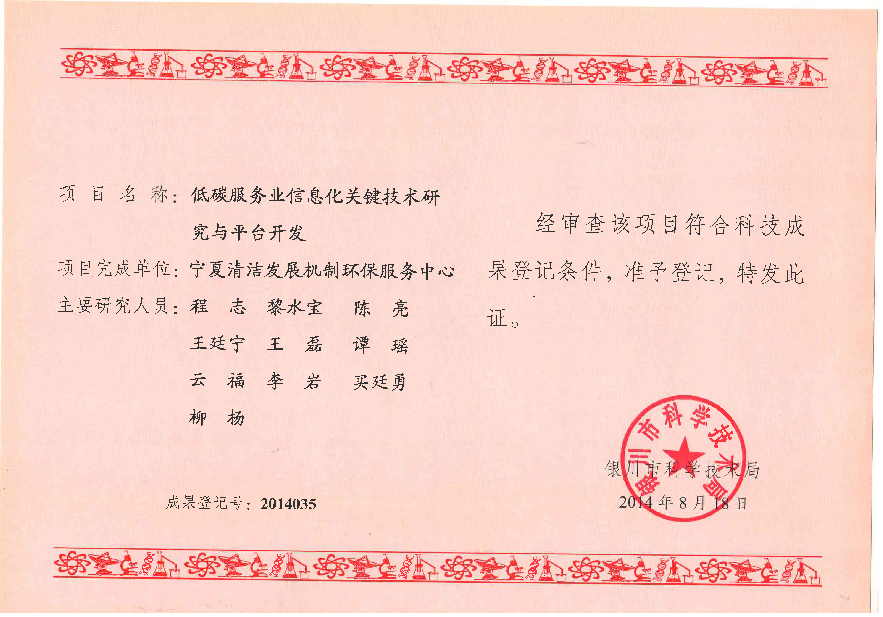 项目名称：低碳服务业信息化关键技术研
究与平台开发
项目完成单位：宁夏清洁发展机制环保服务中心
主要研究人员：程 志 黎水宝 陈 亮
王廷宁 王 磊 谭 瑶
云 福 李 岩 买廷勇
柳 杨
成果登记号：2014035
经审查该项目符合科技成
果登记条件，准予登记，特发此
证。
银川市科学技术局
银川市科学技术局
2014年8月18日